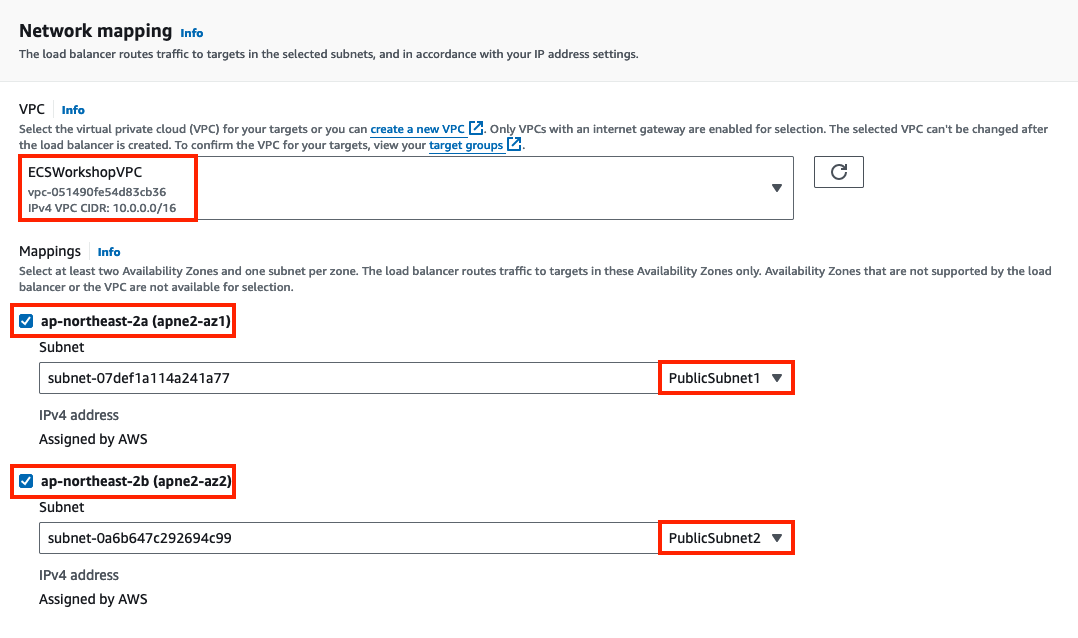 Network mapping Info
The load balancer routes traffic to targets in the selected subnets, and in accordance with your IP address settings.
VPC Info
Select the virtual private cloud (VPC) for your targets or you can create a new VPC. Only VPCs with an internet gateway are enabled for selection. The selected VPC can't be changed after
the load balancer is created. To confirm the VPC for your targets, view your target groups.
ECSWorkshopVPC
vpc-051490fe54d83cb36
IPv4 VPC CIDR: 10.0.0.0/16
Mappings Info
Select at least two Availability Zones and one subnet per zone. The load balancer routes traffic to targets in these Availability Zones only. Availability Zones that are not supported by the load
balancer or the VPC are not available for selection.
ap-northeast-2a (apne2-az1)
Subnet
subnet-07def1a114a241a77 PublicSubnet1
IPv4 address
Assigned by AWS
ap-northeast-2b (apne2-az2)
Subnet
subnet-0a6b647c292694c99 PublicSubnet2
IPv4 address
Assigned by AWS